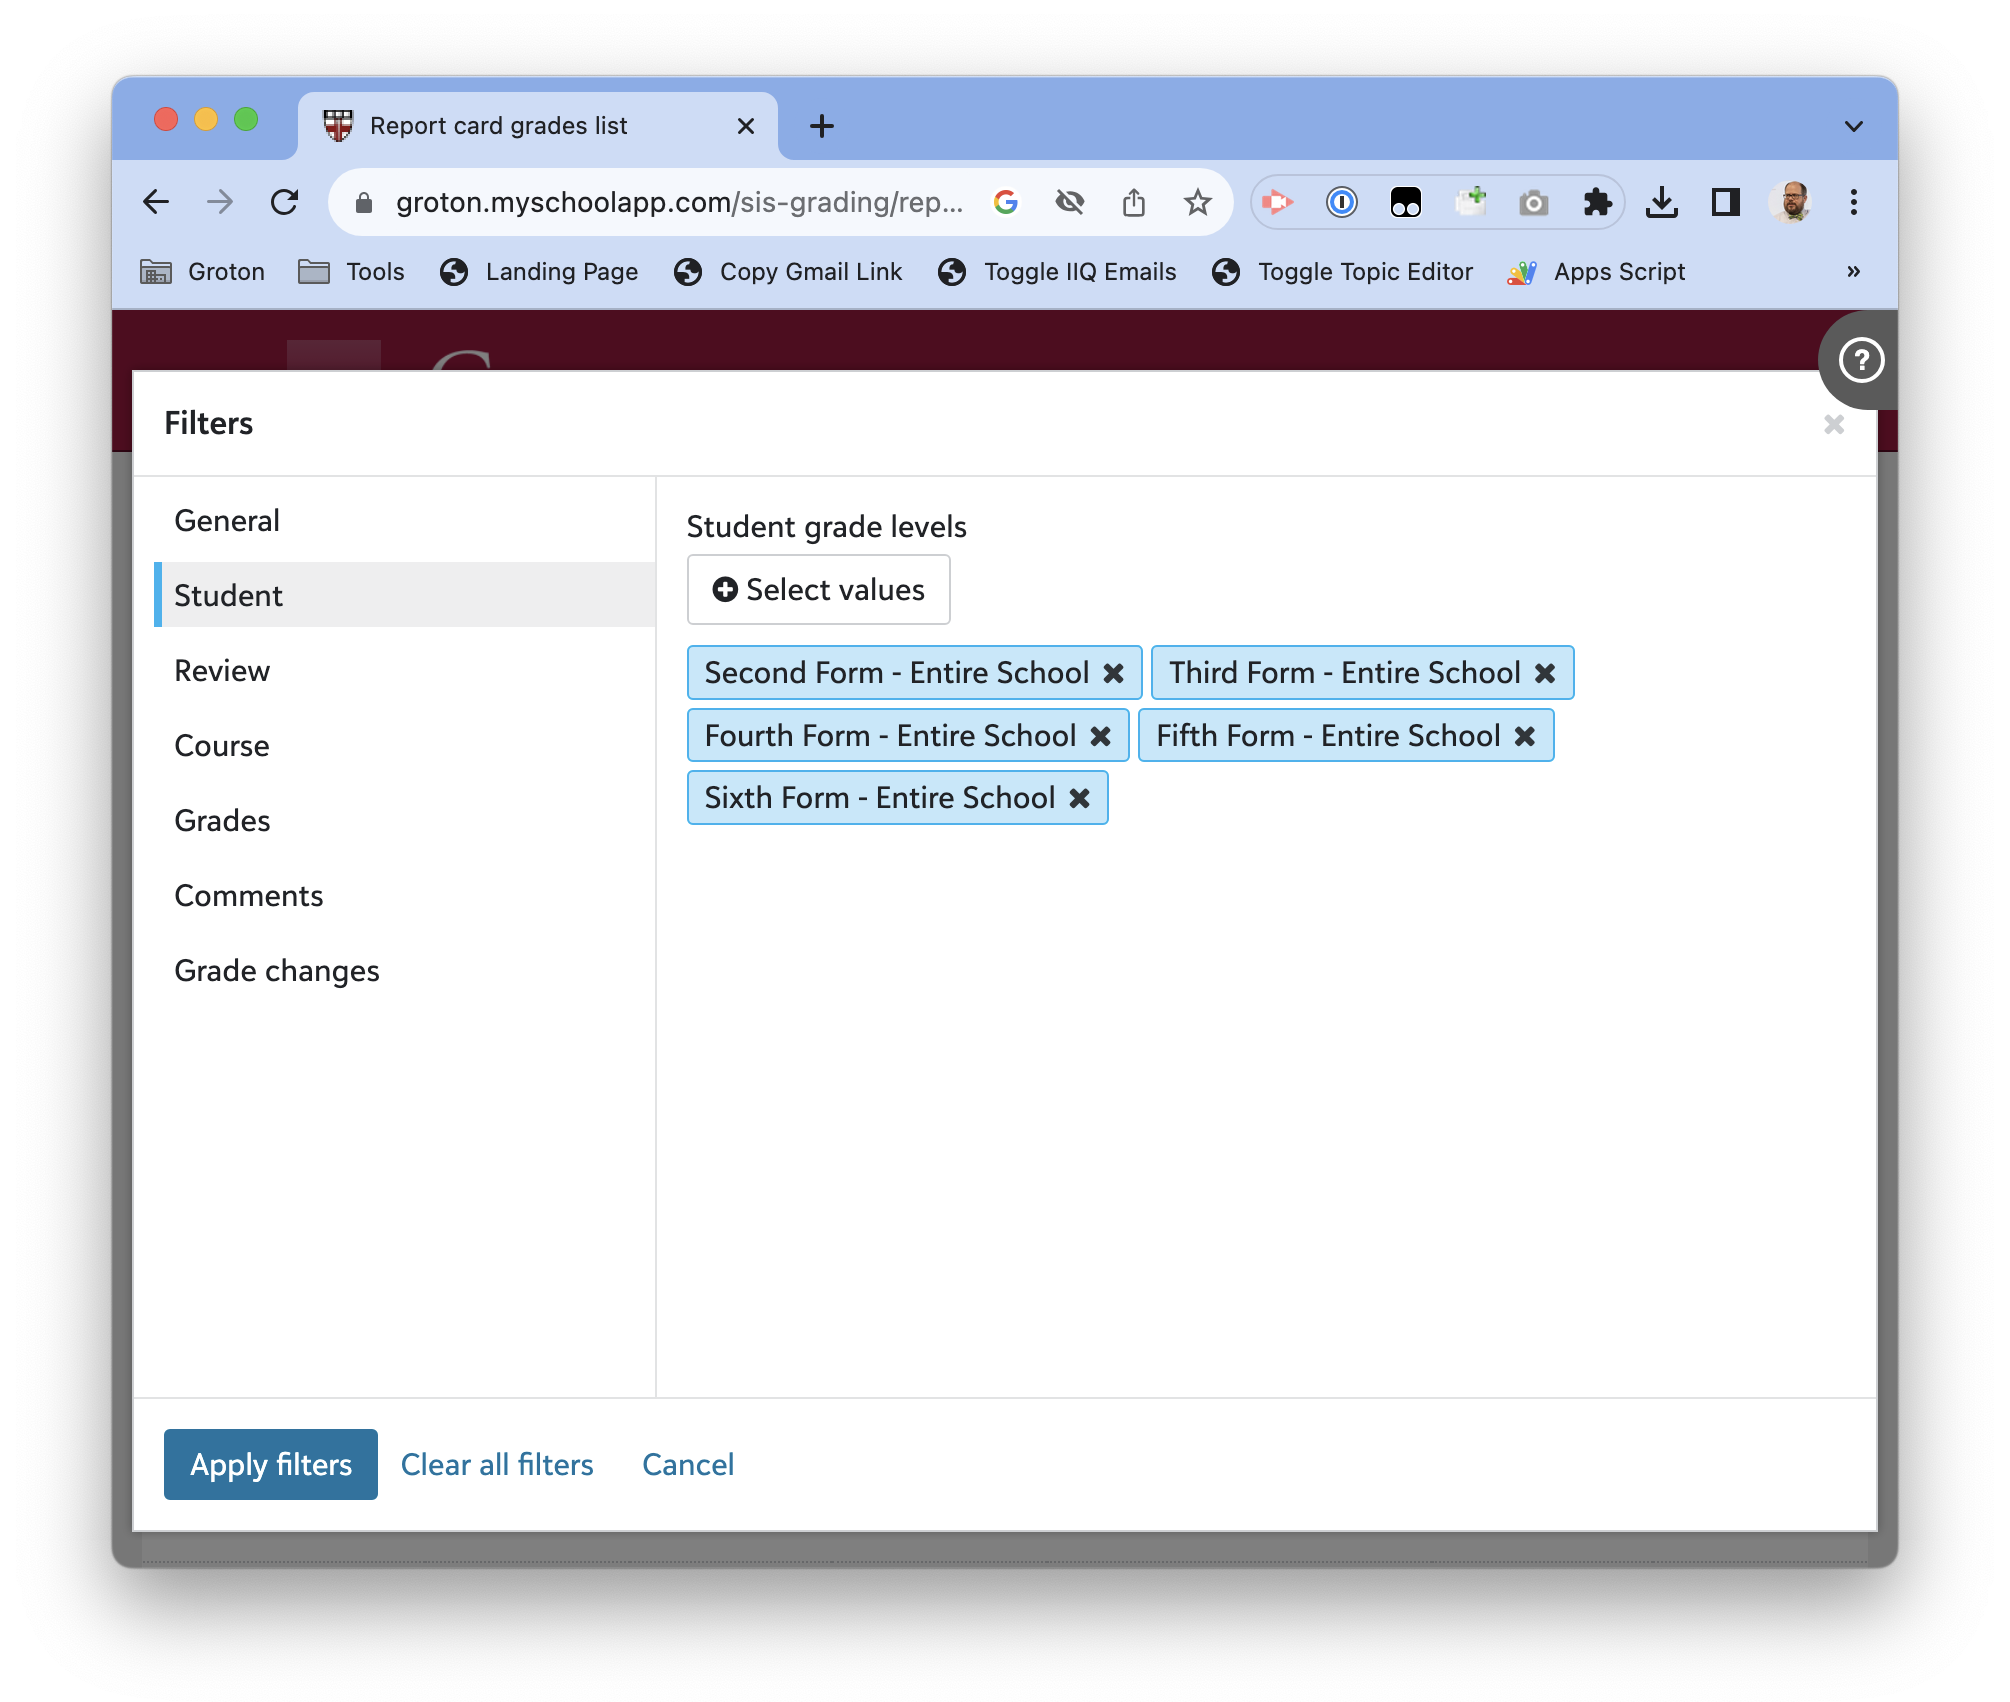 Report card grades list
groton.myschoolapp.com/sis-grading/rep...
Groton Tools Landing Page Copy Gmail Link Toggle IIQ Emails Toggle Topic Editor Apps Script »
Filters
General
Student
Review
Course
Grades
Comments
Grade changes
Student grade levels
Select values
Second Form - Entire School Third Form - Entire School
Fourth Form - Entire School Fifth Form - Entire School
Sixth Form - Entire School
Apply filters Clear all filters Cancel